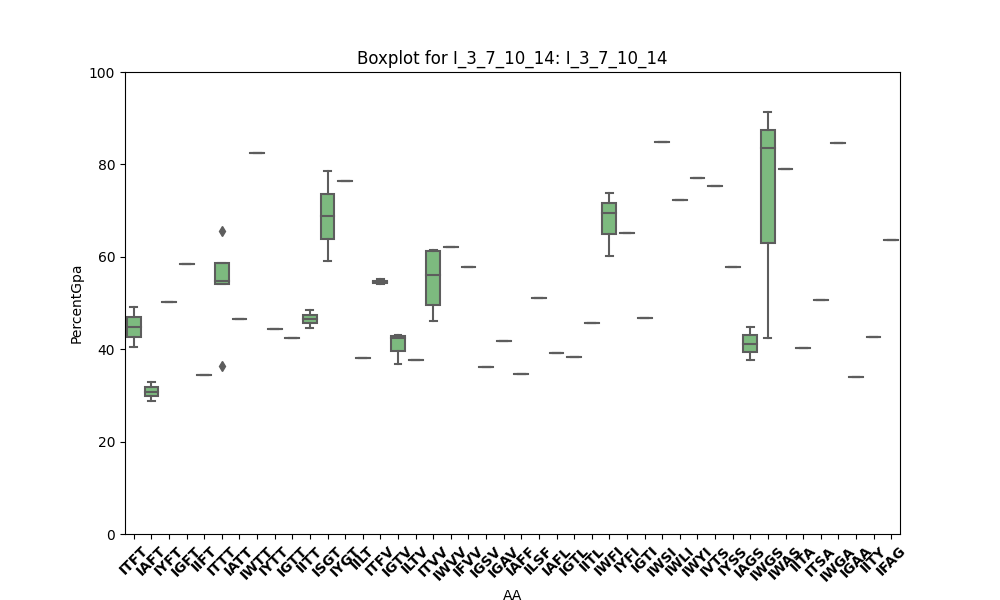 Boxplot for I_3_7_10_14: I_3_7_10_14
PercentGpa
100
80
60
40
20
0
ITFT IAFT IYFT IGFT IIFT ITTT IATT IWTT IYTT IGTT IITT ISGT IYGT IILT ITFV IGTV ILTV ITVV IWVV IFVV IGSV IGAV IAFF ILSF IAFL IGTL IITL IWFI IYFI IGTI IWSI IWLI IWYI IVTS IYSS IAGS IWGS IWAS IITA ITSA IWGA IGAA IITY IFAG
AA